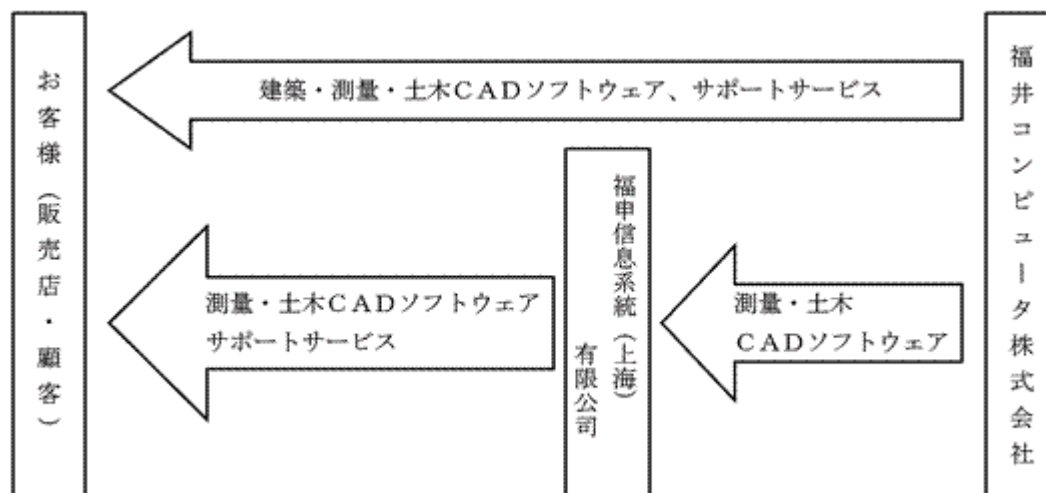 お客様（販売店・顧客）
建築・測量・土木ＣＡＤソフトウェア、サポートサービス
測量・土木ＣＡＤソフトウェア
サポートサービス
福申信息系統（上海）
有限公司
測量・土木
ＣＡＤソフトウェア
福井コンピュータ株式会社